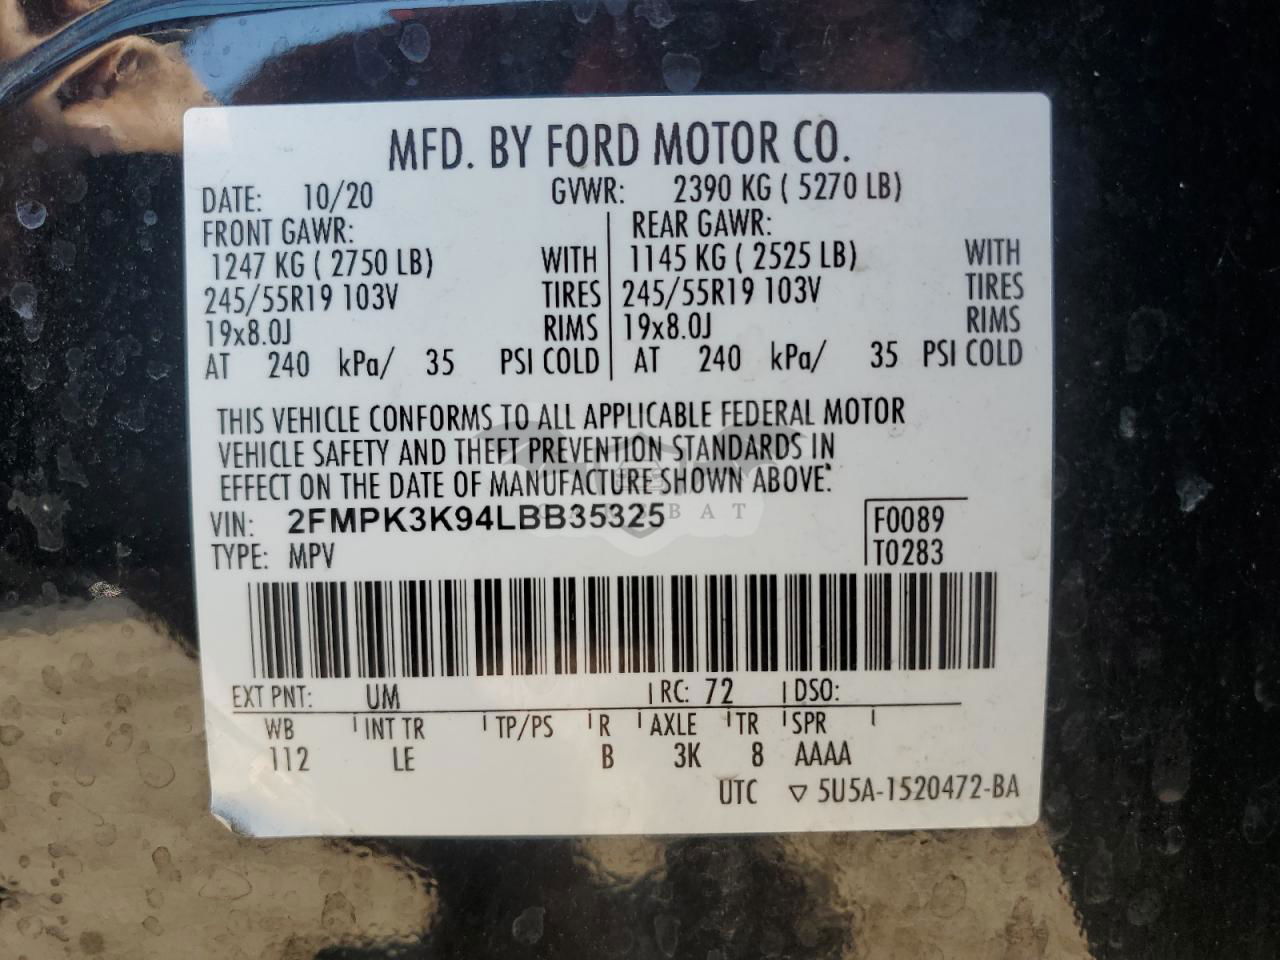 MFD. BY FORD MOTOR CO.
DATE: 10/20 GVWR: 2390 KG ( 5270 LB)
FRONT GAWR: REAR GAWR:
1247 KG ( 2750 LB) WITH 1145 KG ( 2525 LB) WITH
245/55R19 103V TIRES 245/55R19 103V TIRES
19x8.0J RIMS 19x8.0J RIMS
AT 240 kPa/ 35 PSI COLD AT 240 kPa/ 35 PSI COLD
THIS VEHICLE CONFORMS TO ALL APPLICABLE FEDERAL MOTOR
VEHICLE SAFETY AND THEFT PREVENTION STANDARDS IN
EFFECT ON THE DATE OF MANUFACTURE SHOWN ABOVE.
VIN: 2FMPK3K94LBB35325 F0089
TYPE: MPV T0283
EXT PNT: UM RC: 72 DSO:
WB INT TR TP/PS R AXLE TR SPR
112 LE B 3K 8 AAAA
UTC ▽ 5U5A-1520472-BA